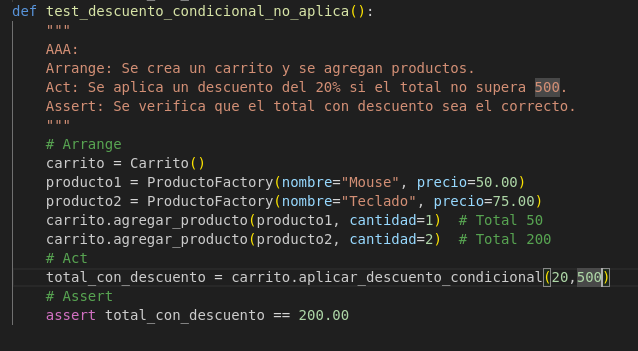 def test_descuento_condicional_no_aplica():
"""
AAA:
Arrange: Se crea un carrito y se agregan productos.
Act: Se aplica un descuento del 20% si el total no supera 500.
Assert: Se verifica que el total con descuento sea el correcto.
"""
# Arrange
carrito = Carrito()
producto1 = ProductoFactory(nombre="Mouse", precio=50.00)
producto2 = ProductoFactory(nombre="Teclado", precio=75.00)
carrito.agregar_producto(producto1, cantidad=1)  # Total 50
carrito.agregar_producto(producto2, cantidad=2)  # Total 200
# Act
total_con_descuento = carrito.aplicar_descuento_condicional(20,500)
# Assert
assert total_con_descuento == 200.00